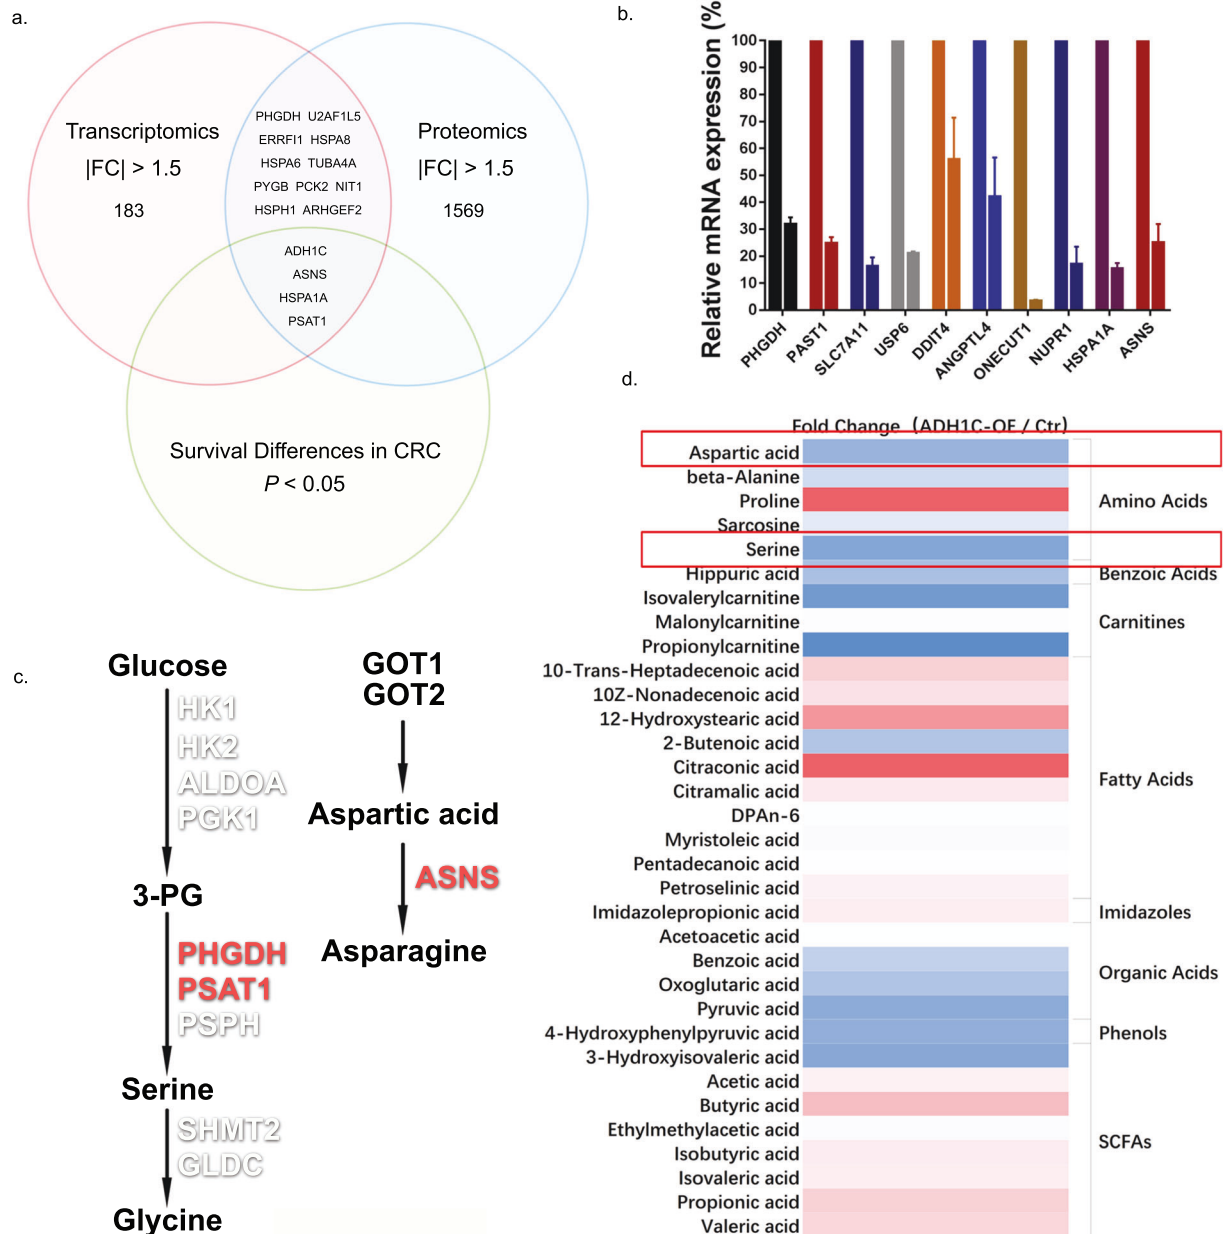 a.
Transcriptomics
|FC| > 1.5
183
PHGDH U2AF1L5
ERRFI1 HSPA8
HSPA6 TUBA4A
PYGB PCK2 NIT1
HSPH1 ARHGEF2
Proteomics
|FC| > 1.5
1569
ADH1C
ASNS
HSPA1A
PSAT1
Survival Differences in CRC
P < 0.05
b.
Relative mRNA expression (%
100
90
80
70
60
50
40
30
20
10
0
PHGDH
PAST1
SLC7A11
USP6
DDIT4
ANGPTL4
ONECUT1
NUPR1
HSPA1A
ASNS
c.
Glucose
HK1
HK2
ALDOA
PGK1
3-PG
PHGDH
PSAT1
PSPH
Serine
SHMT2
GLDC
Glycine
GOT1
GOT2
Aspartic acid
ASNS
Asparagine
d.
Fold Change (ADH1C-OE / Ctr)
Aspartic acid
beta-Alanine
Proline
Sarcosine
Serine
Hippuric acid
Isovalerylcarnitine
Malonylcarnitine
Propionylcarnitine
10-Trans-Heptadecenoic acid
10Z-Nonadecenoic acid
12-Hydroxystearic acid
2-Butenoic acid
Citraconic acid
Citramalic acid
DPAn-6
Myristoleic acid
Pentadecanoic acid
Petroselinic acid
Imidazolepropionic acid
Acetoacetic acid
Benzoic acid
Oxoglutaric acid
Pyruvic acid
4-Hydroxyphenylpyruvic acid
3-Hydroxyisovaleric acid
Acetic acid
Butyric acid
Ethylmethylacetic acid
Isobutyric acid
Isovaleric acid
Propionic acid
Valeric acid
Amino Acids
Benzoic Acids
Carnitines
Fatty Acids
Imidazoles
Organic Acids
Phenols
SCFAs